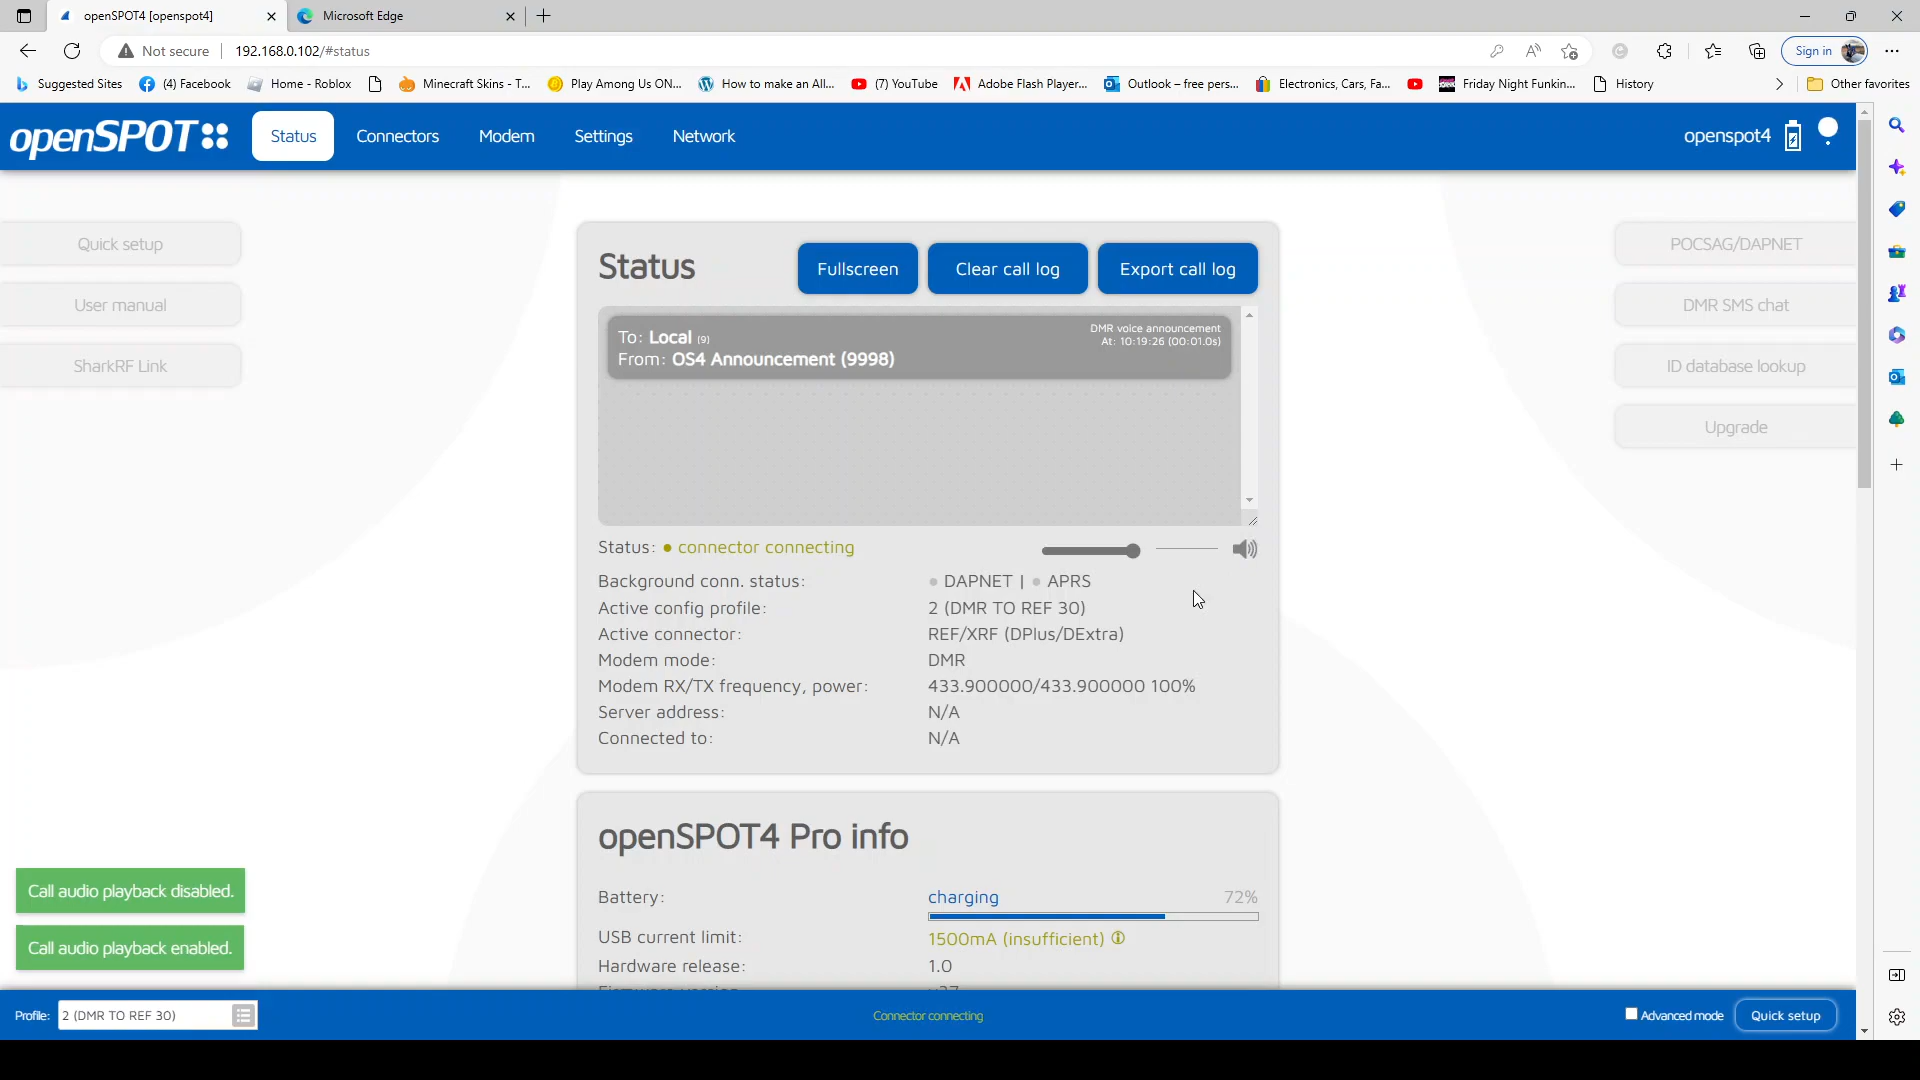 openSPOT4 [openspot4]
Microsoft Edge
Not secure
192.168.0.102/#status
Sign in
Suggested Sites
(4) Facebook
Home - Roblox
Minecraft Skins - T...
Play Among Us ON...
How to make an All...
(7) YouTube
Adobe Flash Player...
Outlook – free pers...
Electronics, Cars, Fa...
Friday Night Funkin...
History
Other favorites
openSPOT
Status
Connectors
Modem
Settings
Network
openspot4
Quick setup
User manual
SharkRF Link
POCSAG/DAPNET
DMR SMS chat
ID database lookup
Upgrade
Status
Fullscreen
Clear call log
Export call log
To: Local (9)
From: OS4 Announcement (9998)
DMR voice announcement
At: 10:19:26 (00:01.0s)
Status: ● connector connecting
Background conn. status: ● DAPNET | ● APRS
Active config profile: 2 (DMR TO REF 30)
Active connector: REF/XRF (DPlus/DExtra)
Modem mode: DMR
Modem RX/TX frequency, power: 433.900000/433.900000 100%
Server address: N/A
Connected to: N/A
openSPOT4 Pro info
Battery: charging 72%
USB current limit: 1500mA (insufficient)
Hardware release: 1.0
Call audio playback disabled.
Call audio playback enabled.
Profile: 2 (DMR TO REF 30)
Connector connecting
Advanced mode
Quick setup